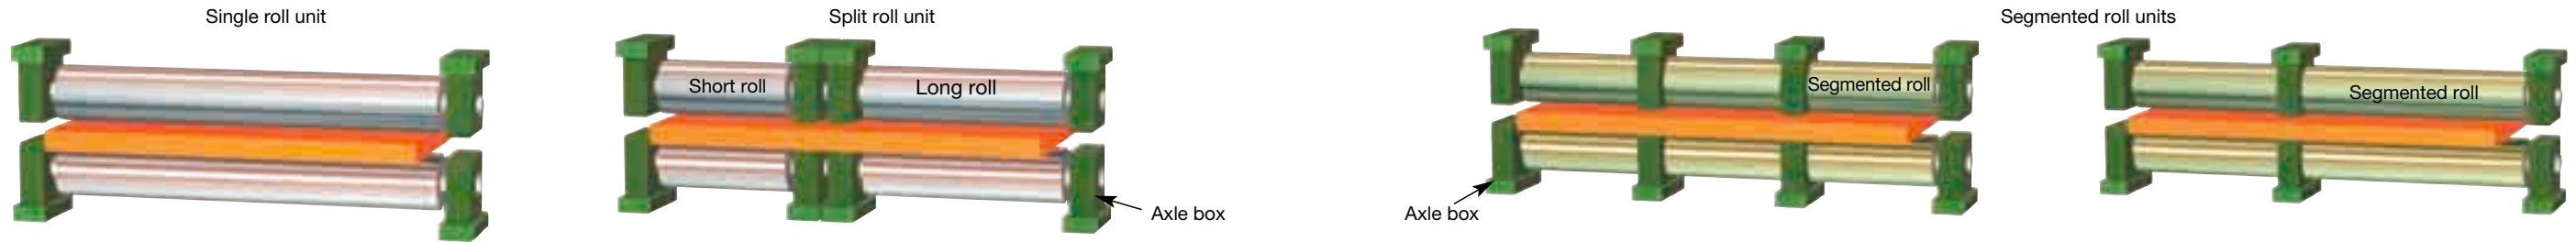 Single roll unit
Split roll unit
Segmented roll units
Short roll
Long roll
Segmented roll
Segmented roll
Axle box
Axle box